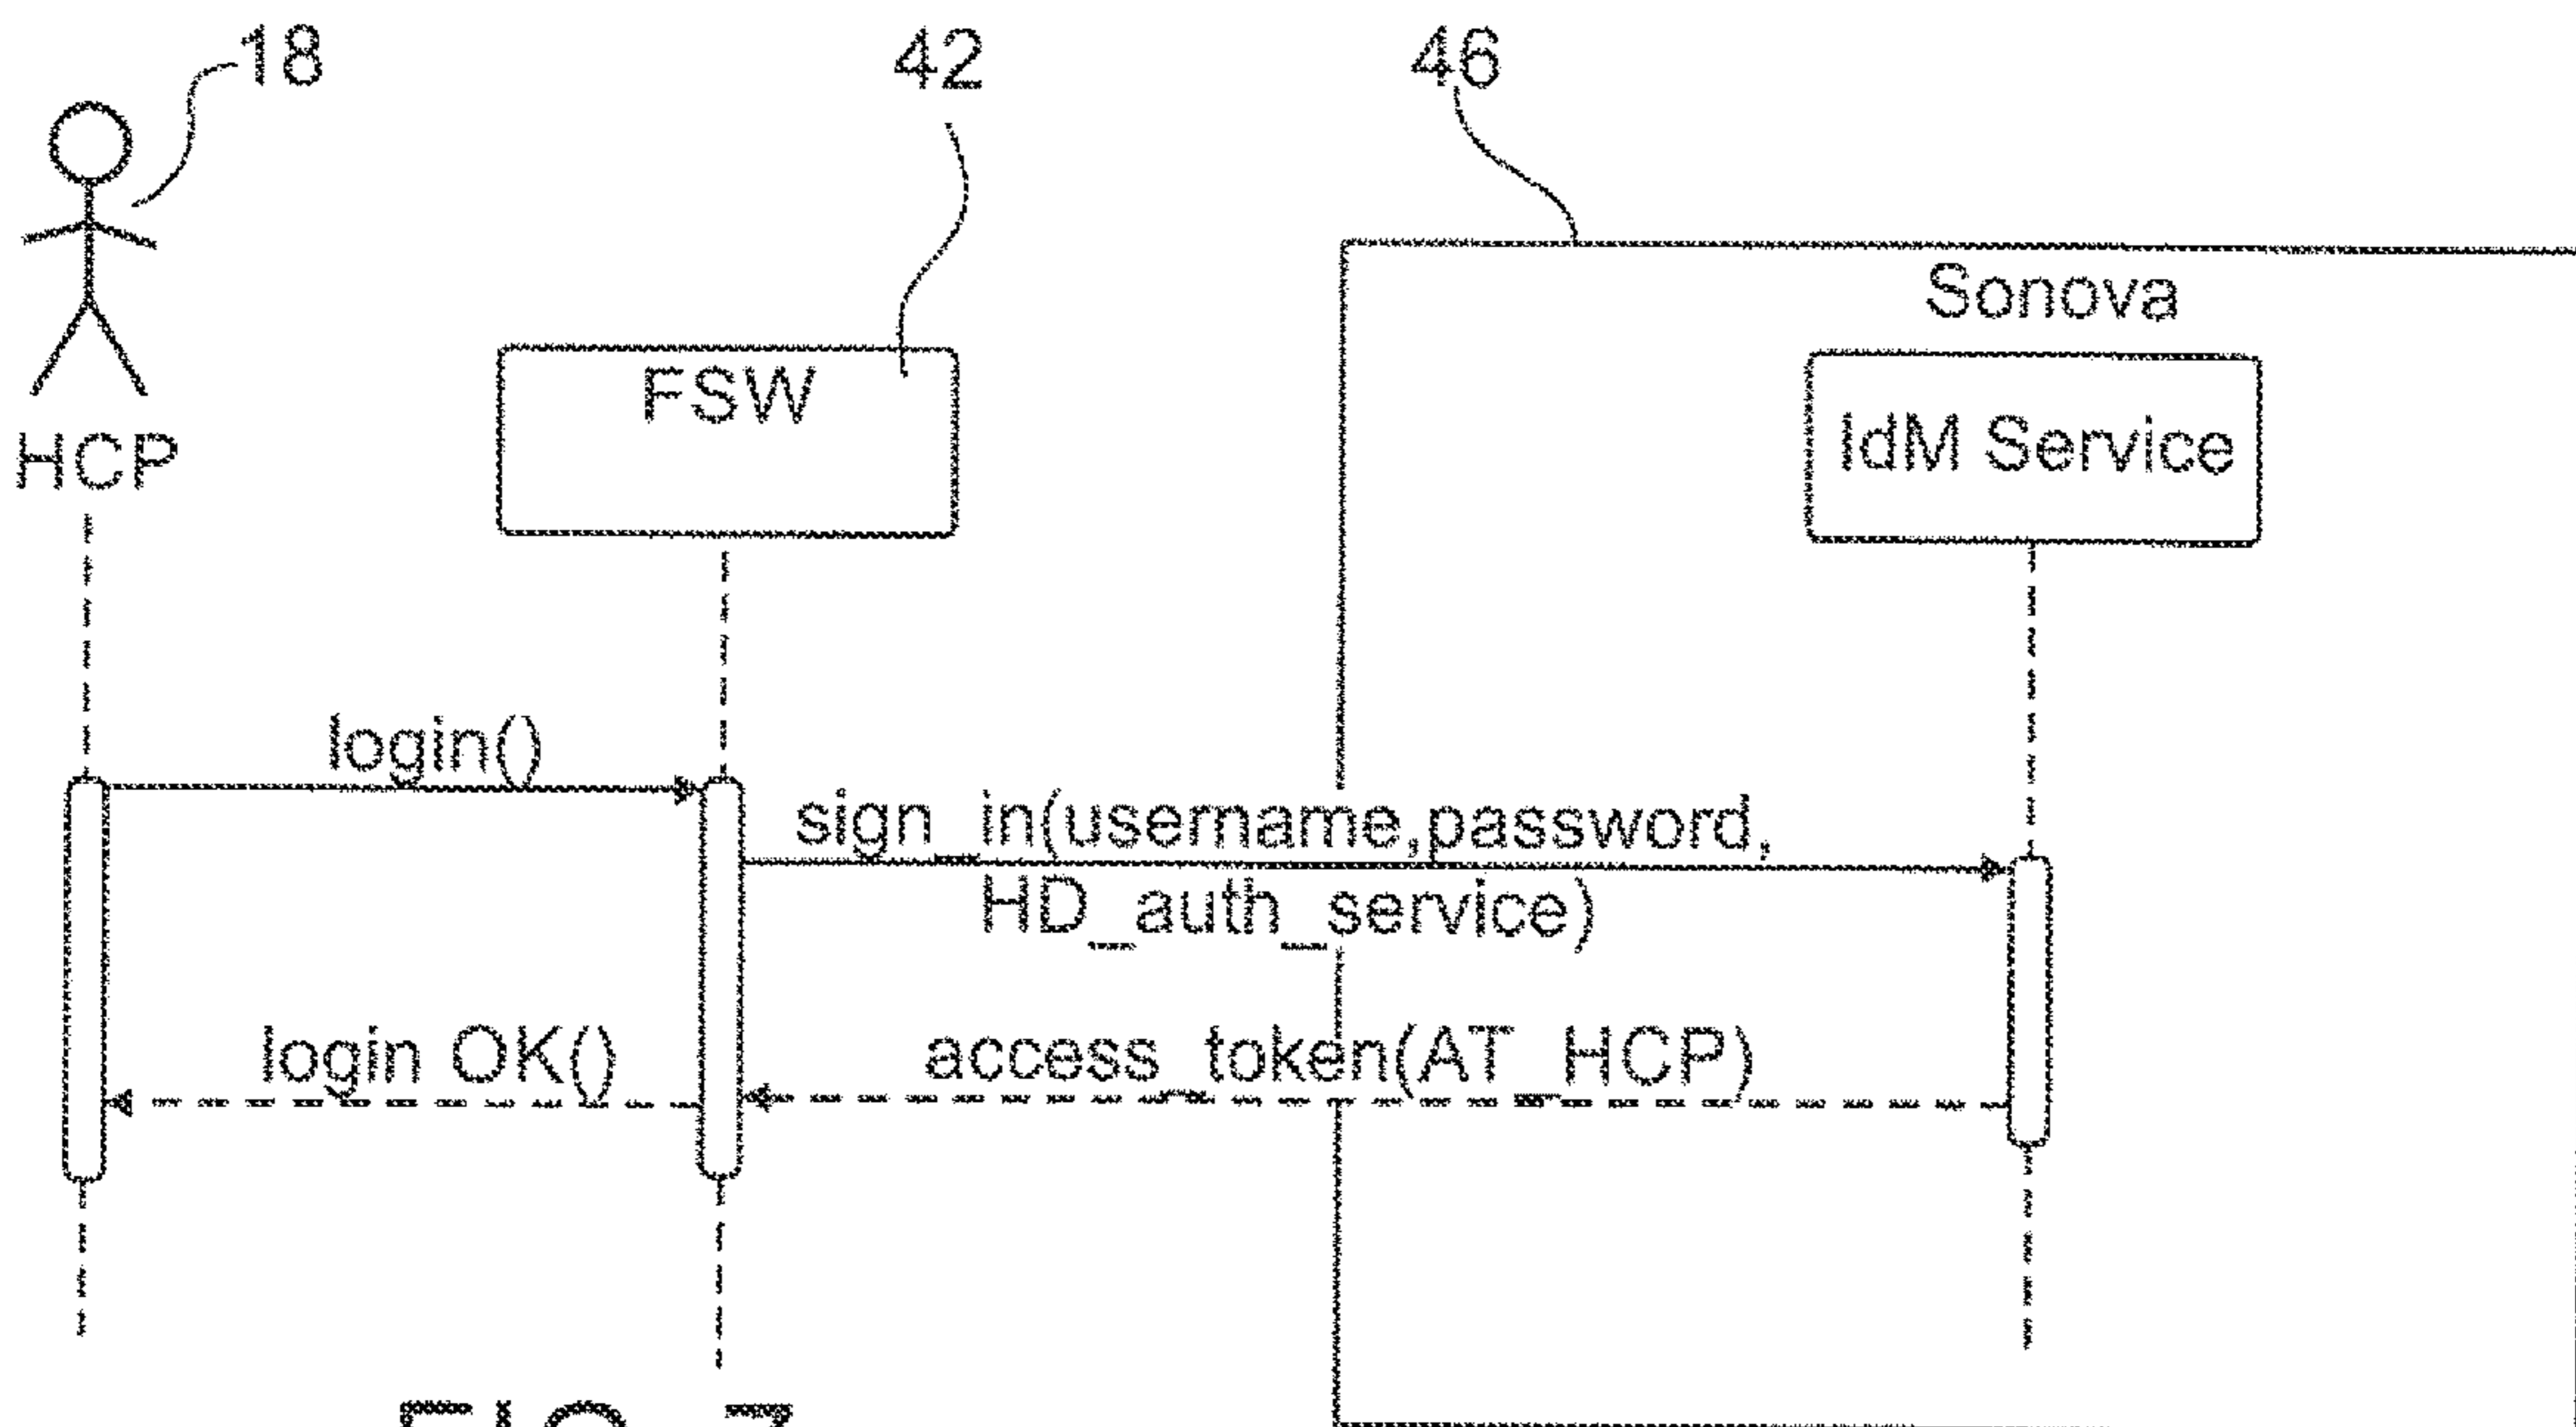 18
42
46
Sonova
FSW
IdM Service
HCP
login()
sign_in(username,password,
HD_auth_service)
login OK()
access_token(AT_HCP)